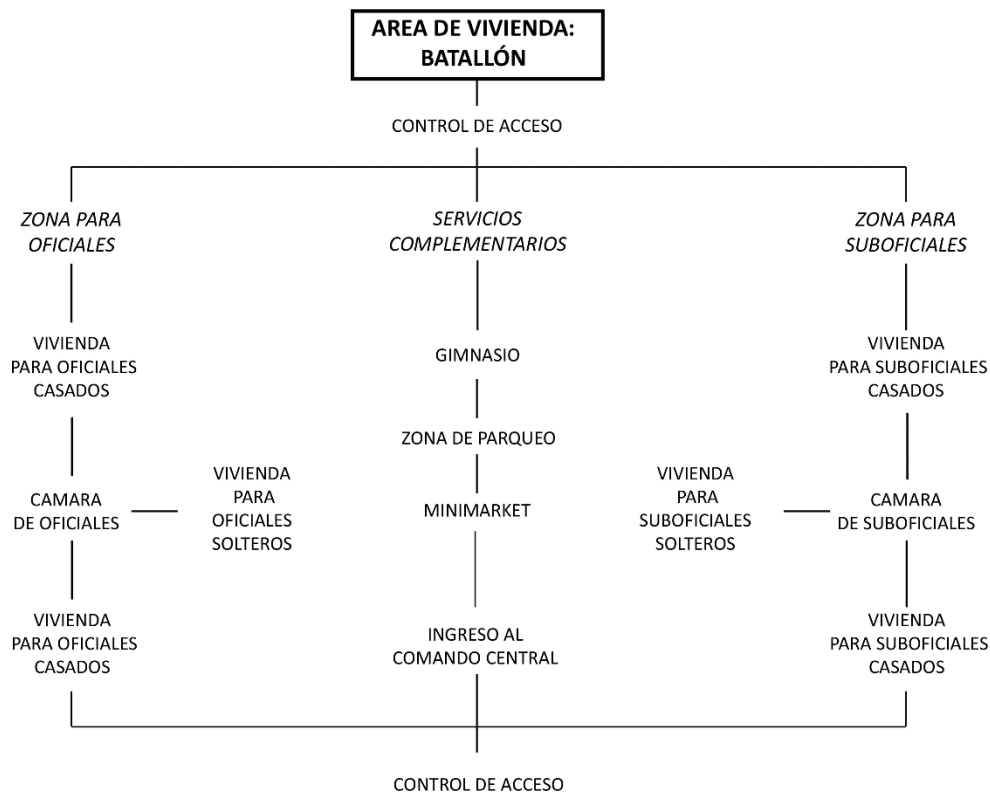 AREA DE VIVIENDA:
BATALLÓN
CONTROL DE ACCESO
ZONA PARA
OFICIALES
SERVICIOS
COMPLEMENTARIOS
ZONA PARA
SUBOFICIALES
VIVIENDA
PARA OFICIALES
CASADOS
GIMNASIO
VIVIENDA
PARA SUBOFICIALES
CASADOS
ZONA DE PARQUEO
CAMARA
DE OFICIALES
VIVIENDA
PARA
OFICIALES
SOLTEROS
MINIMARKET
VIVIENDA
PARA
SUBOFICIALES
SOLTEROS
CAMARA
DE SUBOFICIALES
VIVIENDA
PARA OFICIALES
CASADOS
INGRESO AL
COMANDO CENTRAL
VIVIENDA
PARA SUBOFICIALES
CASADOS
CONTROL DE ACCESO